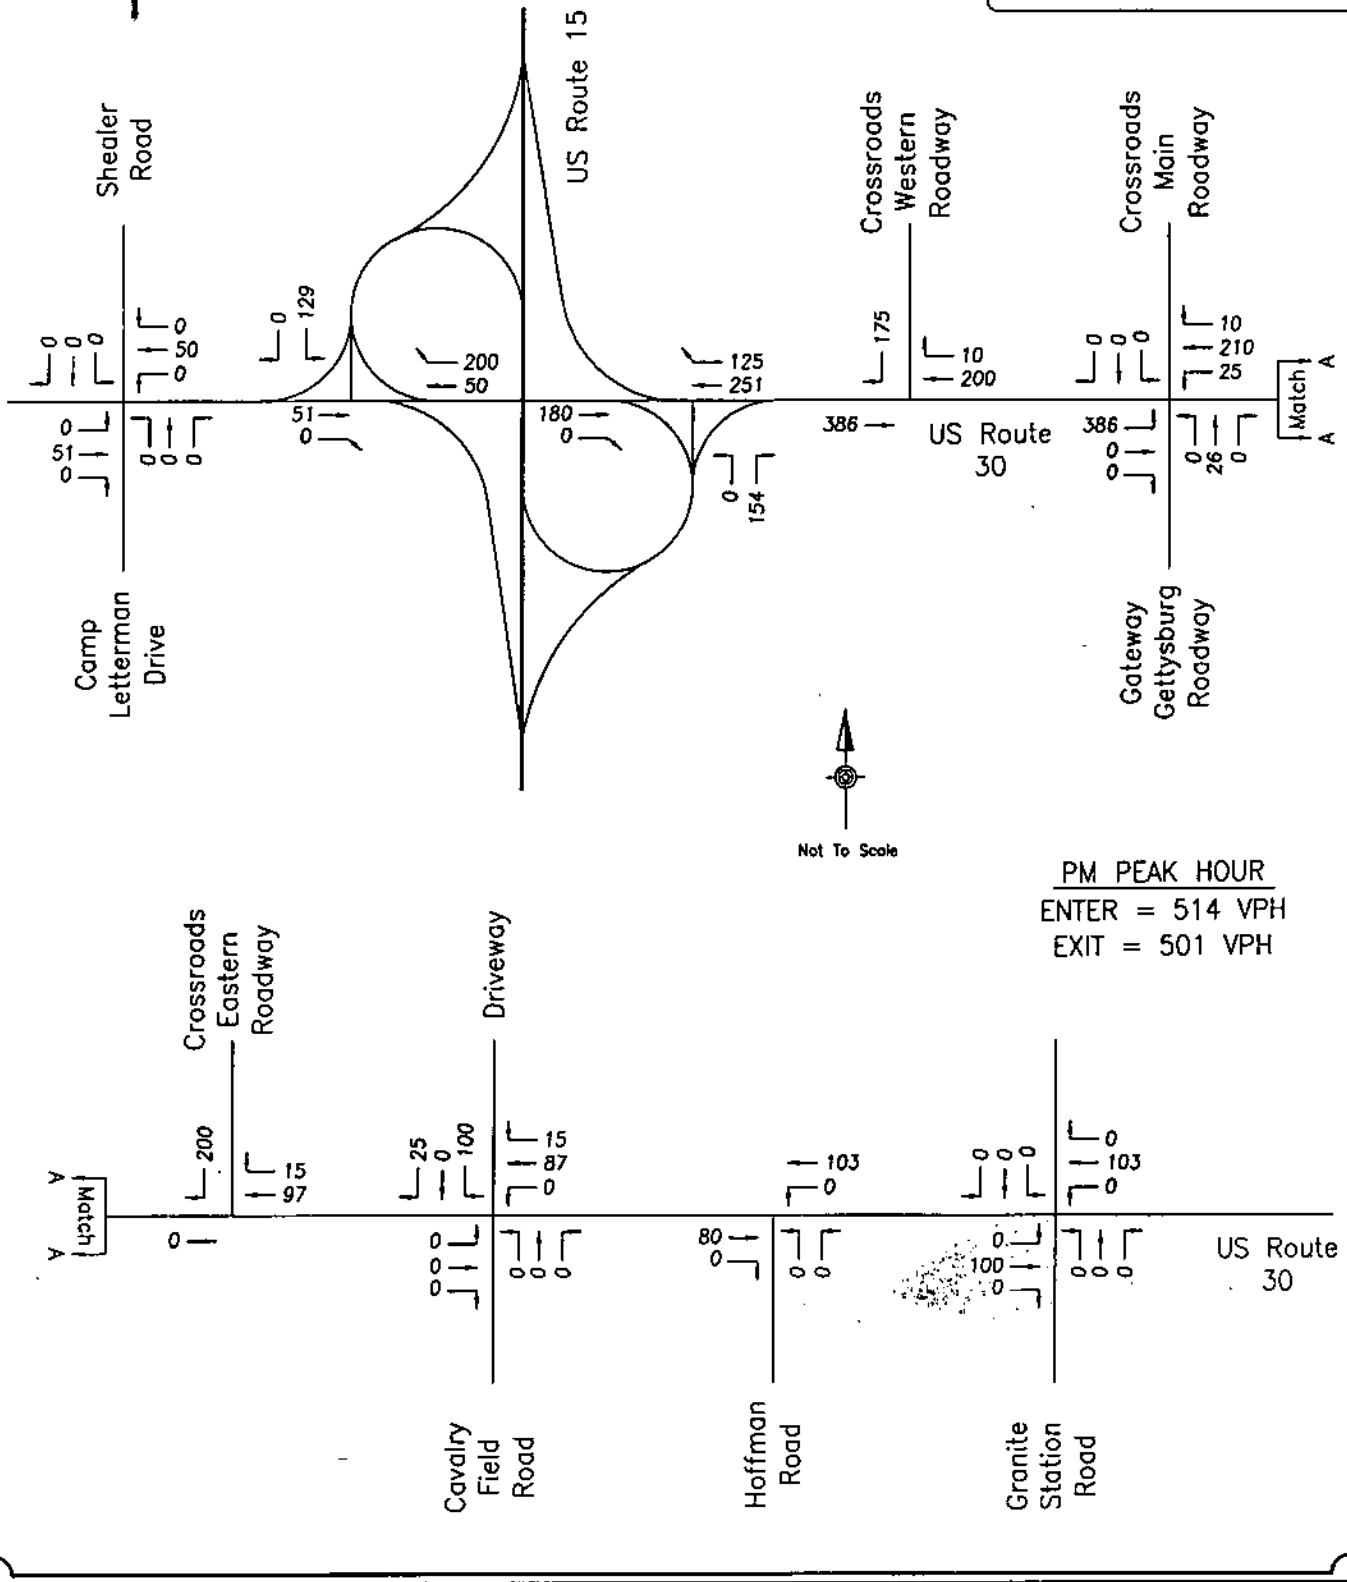 US Route 15
Shealer
Road
Crossroads
Western
Roadway
Crossroads
Main
Roadway
0
0
0
0
50
0
0
51
0
0
0
0
0
129
200
50
51
0
180
0
125
251
0
154
175
10
200
386
US Route
30
0
0
0
10
210
25
386
0
0
0
26
0
Match
A
A
Camp
Letterman
Drive
Gateway
Gettysburg
Roadway
Not To Scale
PM PEAK HOUR
ENTER = 514 VPH
EXIT = 501 VPH
Crossroads
Eastern
Roadway
Driveway
A
Match
A
200
15
97
0
25
0
100
15
87
0
0
0
0
0
0
0
103
0
80
0
0
0
0
0
0
0
103
0
0
100
0
0
0
0
US Route
30
Cavalry
Field
Road
Hoffman
Road
Granite
Station
Road